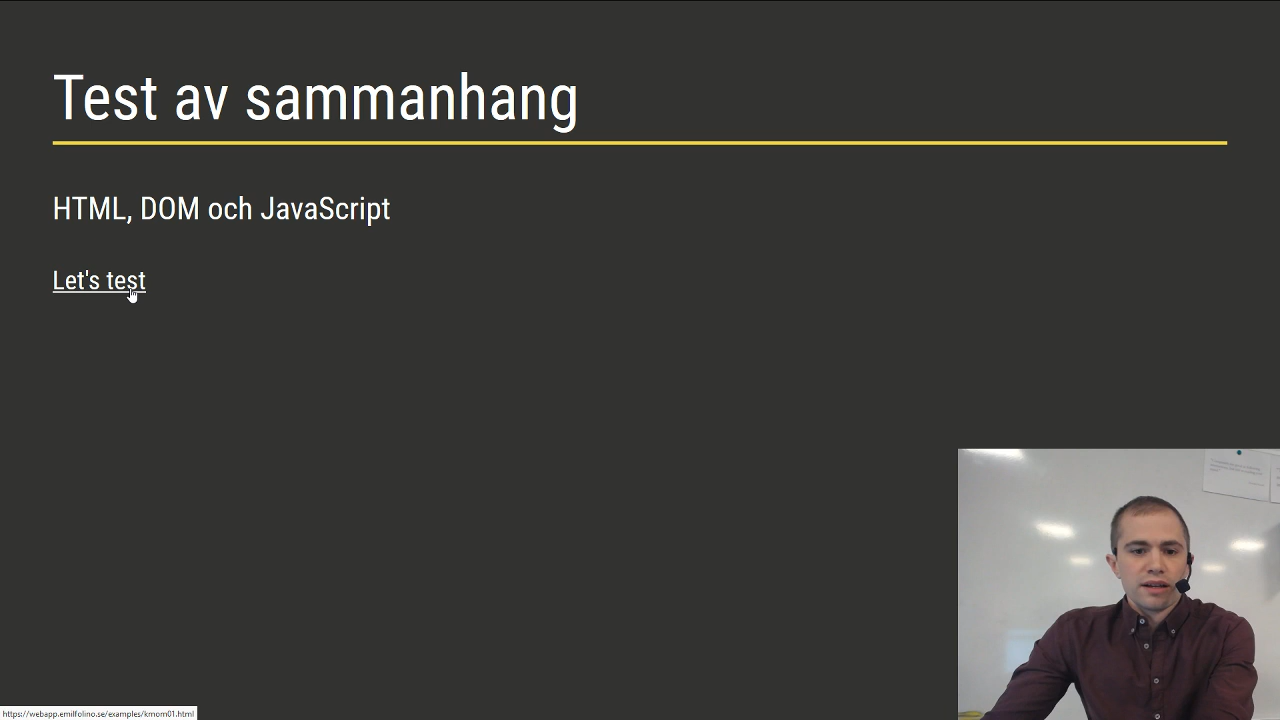 Test av sammanhang
HTML, DOM och JavaScript
Let's test
https://webapp.emilfolino.se/examples/kmom01.html